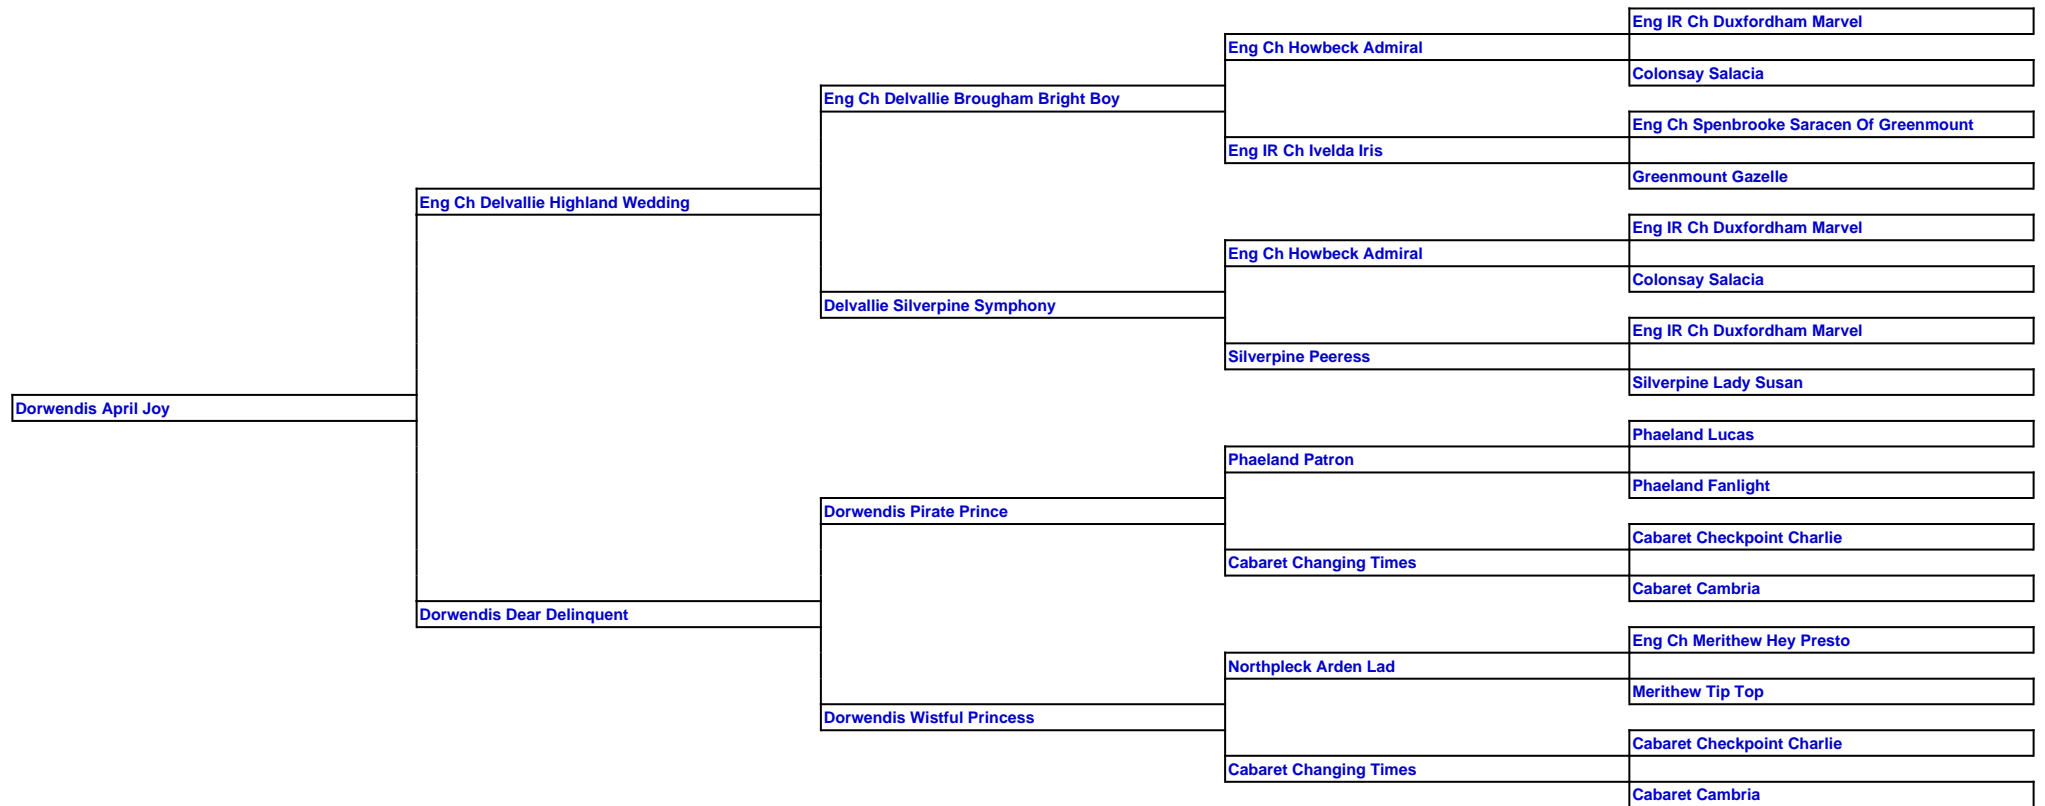 Eng IR Ch Duxfordham Marvel
Eng Ch Howbeck Admiral
Colonsay Salacia
Eng Ch Delvallie Brougham Bright Boy
Eng Ch Spenbrooke Saracen Of Greenmount
Eng IR Ch Ivelda Iris
Greenmount Gazelle
Eng Ch Delvallie Highland Wedding
Eng IR Ch Duxfordham Marvel
Eng Ch Howbeck Admiral
Colonsay Salacia
Delvallie Silverpine Symphony
Eng IR Ch Duxfordham Marvel
Silverpine Peeress
Silverpine Lady Susan
Dorwendis April Joy
Phaeland Lucas
Phaeland Patron
Phaeland Fanlight
Dorwendis Pirate Prince
Cabaret Checkpoint Charlie
Cabaret Changing Times
Cabaret Cambria
Dorwendis Dear Delinquent
Eng Ch Merithew Hey Presto
Northpleck Arden Lad
Merithew Tip Top
Dorwendis Wistful Princess
Cabaret Checkpoint Charlie
Cabaret Changing Times
Cabaret Cambria